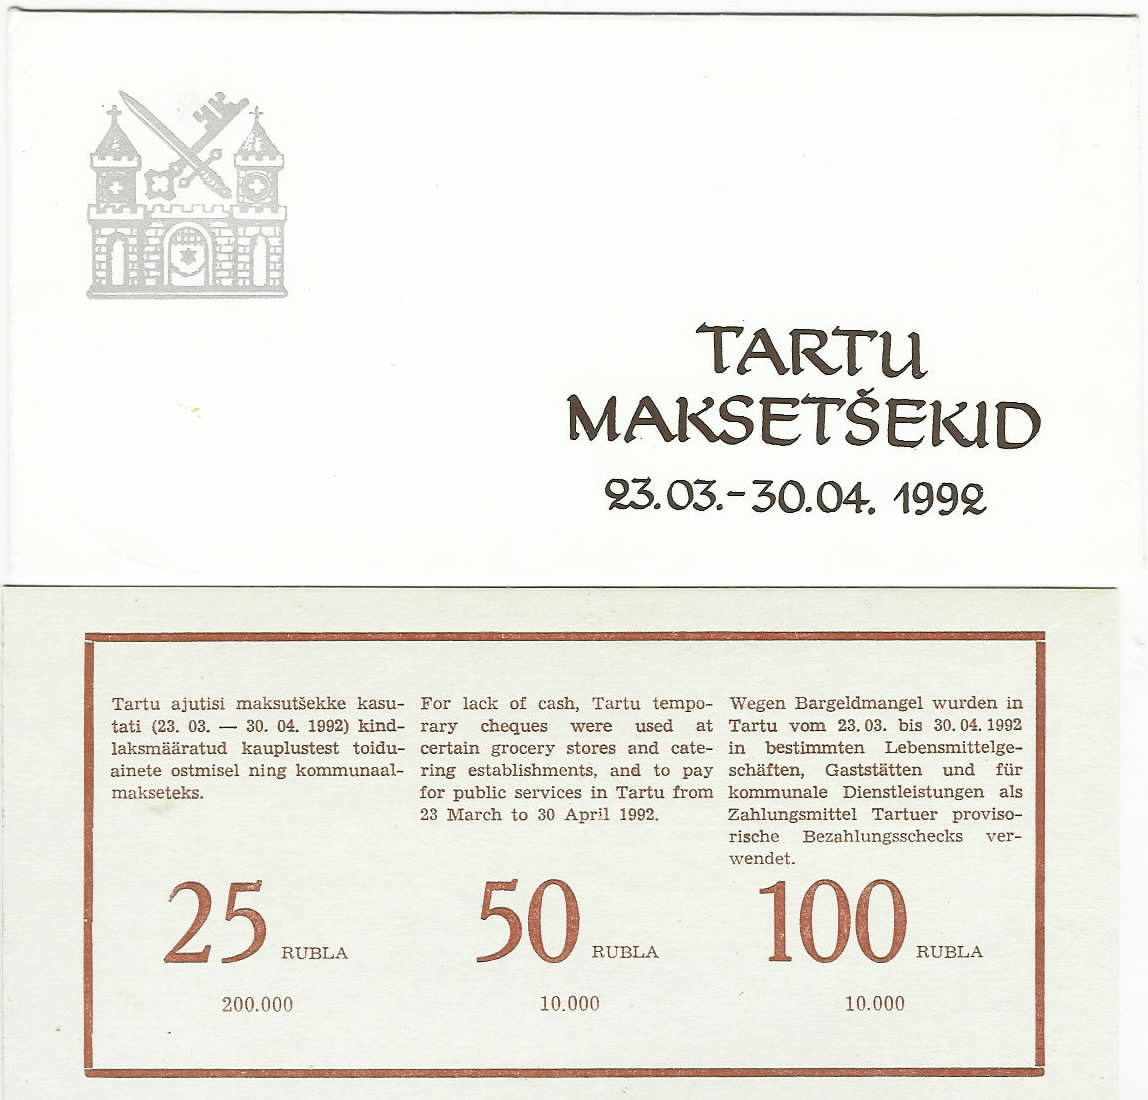 TARTU
MAKSETŠEKID
23.03.-30.04. 1992
Tartu ajutisi maksutšekke kasu-
tati (23. 03. — 30. 04. 1992) kind-
laksmääratud kauplustest toidu-
ainete ostmisel ning kommunaal-
makseteks.
For lack of cash, Tartu tempo-
rary cheques were used at
certain grocery stores and cate-
ring establishments, and to pay
for public services in Tartu from
23 March to 30 April 1992.
Wegen Bargeldmangel wurden in
Tartu vom 23. 03. bis 30. 04. 1992
in bestimmten Lebensmittelge-
schäften, Gaststätten und für
kommunale Dienstleistungen als
Zahlungsmittel Tartuer proviso-
rische Bezahlungsschecks ver-
wendet.
25 RUBLA
200.000
50 RUBLA
10.000
100 RUBLA
10.000